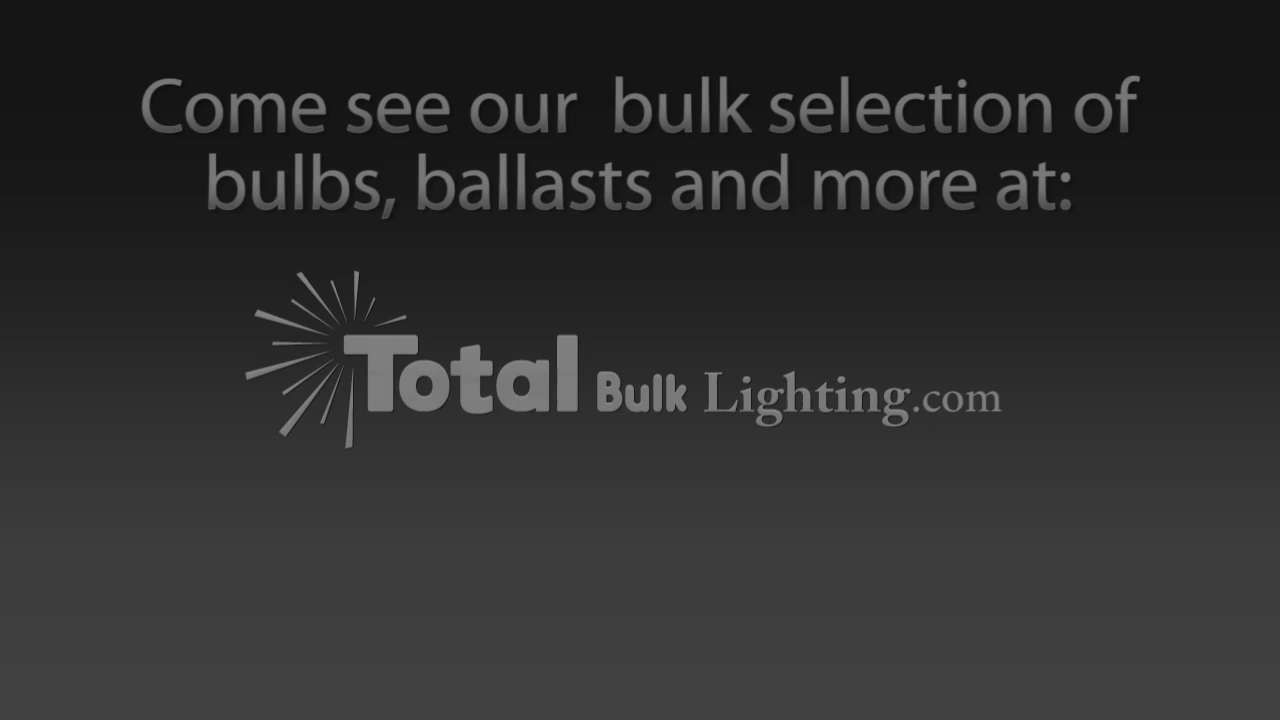 Come see our bulk selection of
bulbs, ballasts and more at:
Total Bulk Lighting.com